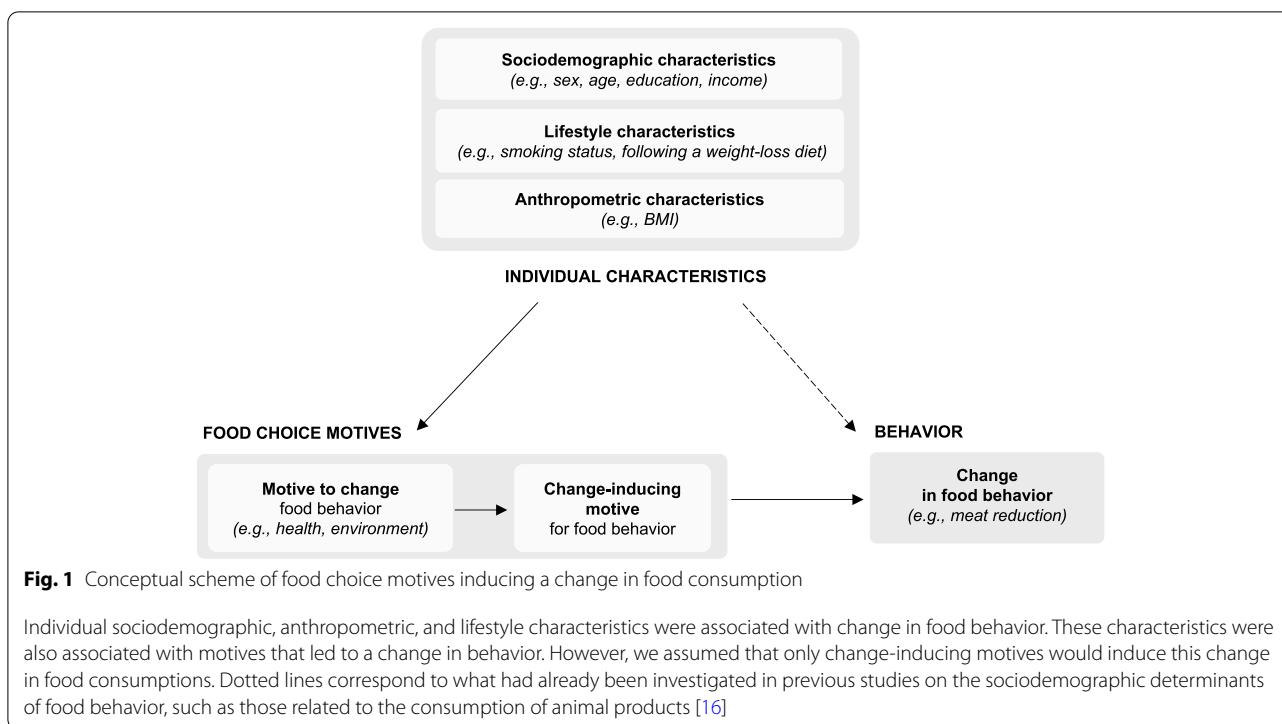 Sociodemographic characteristics
(e.g., sex, age, education, income)
Lifestyle characteristics
(e.g., smoking status, following a weight-loss diet)
Anthropometric characteristics
(e.g., BMI)
INDIVIDUAL CHARACTERISTICS
FOOD CHOICE MOTIVES
Motive to change
food behavior
(e.g., health, environment)
Change-inducing
motive
for food behavior
BEHAVIOR
Change
in food behavior
(e.g., meat reduction)
Fig. 1 Conceptual scheme of food choice motives inducing a change in food consumption
Individual sociodemographic, anthropometric, and lifestyle characteristics were associated with change in food behavior. These characteristics were
also associated with motives that led to a change in behavior. However, we assumed that only change-inducing motives would induce this change
in food consumptions. Dotted lines correspond to what had already been investigated in previous studies on the sociodemographic determinants
of food behavior, such as those related to the consumption of animal products [16]